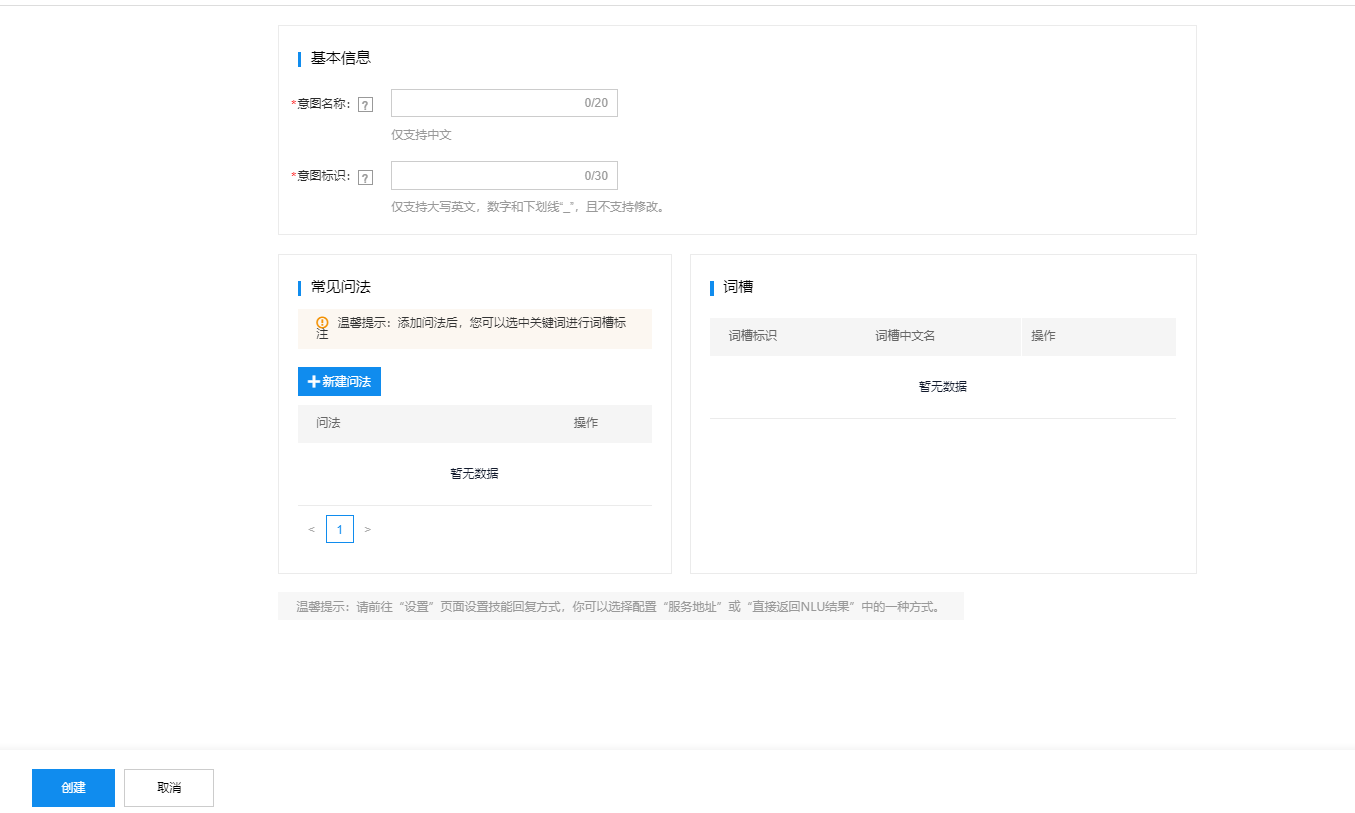 基本信息
*意图名称： ? 0/20
仅支持中文
*意图标识： ? 0/30
仅支持大写英文，数字和下划线“_”，且不支持修改。
常见问法
温馨提示：添加问法后，您可以选中关键词进行词槽标
注
新建问法
问法 操作
暂无数据
< 1 >
词槽
词槽标识 词槽中文名 操作
暂无数据
温馨提示：请前往“设置”页面设置技能回复方式，你可以选择配置“服务地址”或“直接返回NLU结果”中的一种方式。
创建 取消